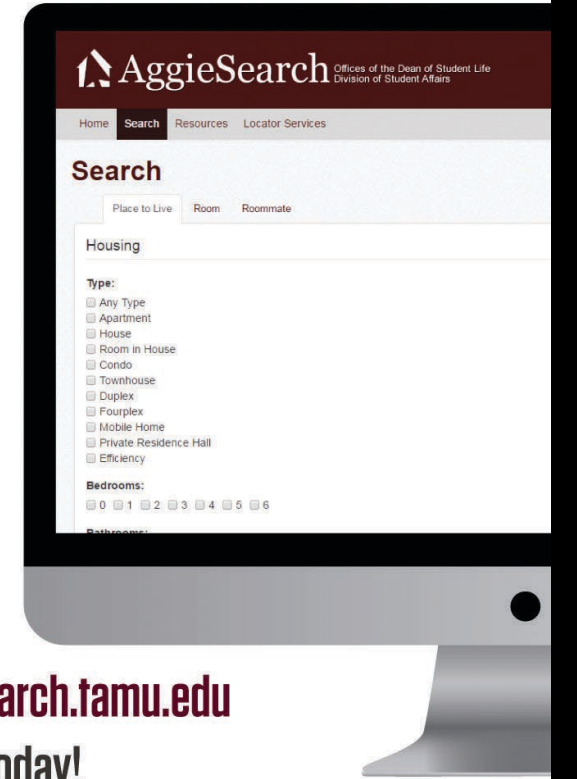 AggieSearch
Offices of the Dean of Student Life
Division of Student Affairs
Home Search Resources Locator Services
Search
Place to Live Room Roommate
Housing
Type:
Any Type
Apartment
House
Room in House
Condo
Townhouse
Duplex
Fourplex
Mobile Home
Private Residence Hall
Efficiency
Bedrooms:
0 1 2 3 4 5 6
Bathrooms:
arch.tamu.edu
oday!